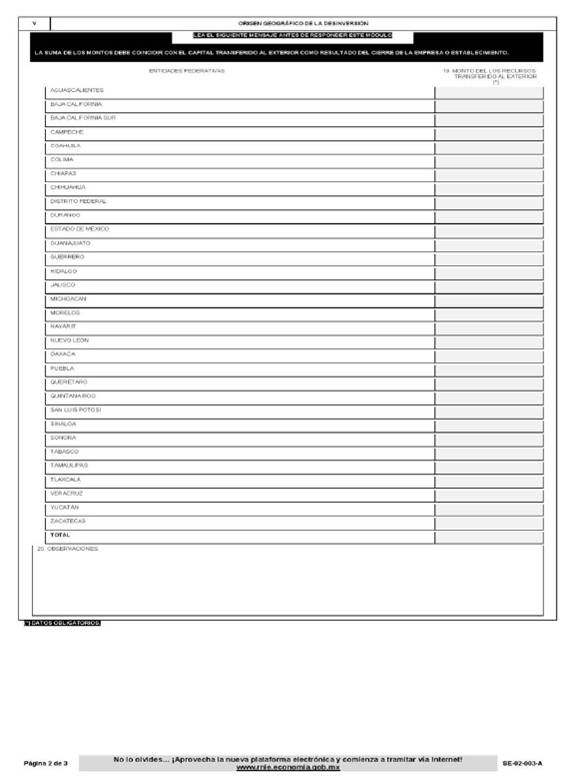 V ORIGEN GEOGRÁFICO DE LA DESINVERSIÓN
LEA EL SIGUIENTE MENSAJE ANTES DE RESPONDER ESTE MÓDULO
LA SUMA DE LOS MONTOS DEBE COINCIDIR CON EL CAPITAL TRANSFERIDO AL EXTERIOR COMO RESULTADO DEL CIERRE DE LA EMPRESA O ESTABLECIMIENTO.
ENTIDADES FEDERATIVAS
19. MONTO DEL LOS RECURSOS
TRANSFERIDO AL EXTERIOR
(*)
AGUASCALIENTES
BAJA CALIFORNIA
BAJA CALIFORNIA SUR
CAMPECHE
COAHUILA
COLIMA
CHIAPAS
CHIHUAHUA
DISTRITO FEDERAL
DURANGO
ESTADO DE MÉXICO
GUANAJUATO
GUERRERO
HIDALGO
JALISCO
MICHOACAN
MORELOS
NAYARIT
NUEVO LEÓN
OAXACA
PUEBLA
QUERÉTARO
QUINTANA ROO
SAN LUIS POTOSÍ
SINALOA
SONORA
TABASCO
TAMAULIPAS
TLAXCALA
VERACRUZ
YUCATÁN
ZACATECAS
TOTAL
20. OBSERVACIONES
*) DATOS OBLIGATORIOS.
Página 2 de 3
No lo olvides... ¡Aprovecha la nueva plataforma electrónica y comienza a tramitar vía Internet!
www.rnie.economia.gob.mx
SE-02-003-A